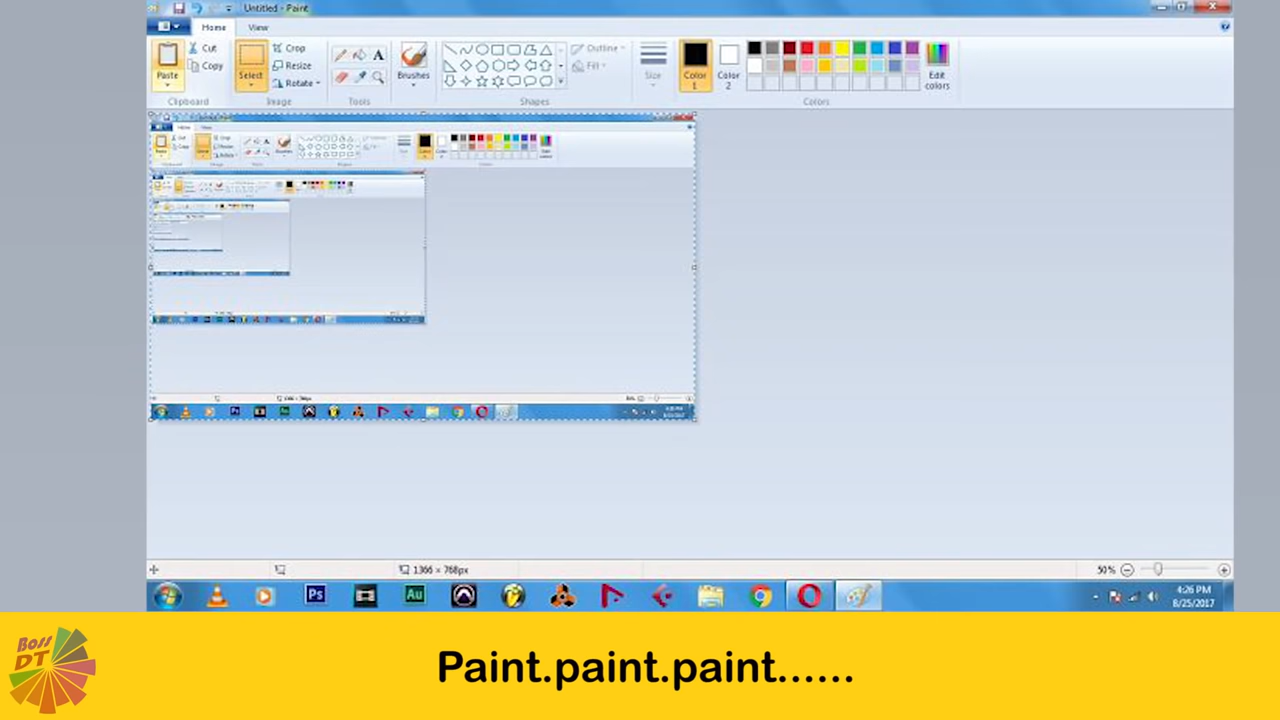 Untitled - Paint
Home View
Paste
Cut
Copy
Clipboard
Select
Crop
Resize
Rotate
Image
Tools
Brushes
Shapes
Outline
Fill
Size
Color
1
Color
2
Edit
colors
Colors
1366 × 768px
50%
Ps
Au
4:26 PM
8/25/2017
Boss
DT
Paint.paint.paint......